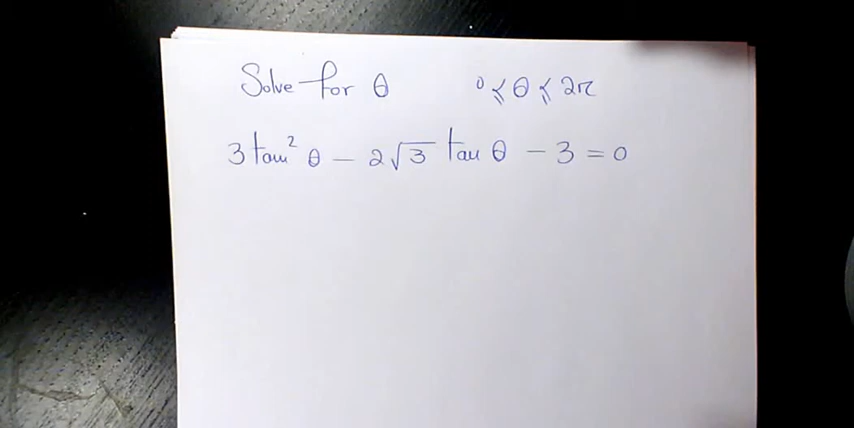 Solve for θ 0 ⩽ θ ⩽ 2π
3 tan² θ – 2√3 tan θ – 3 = 0